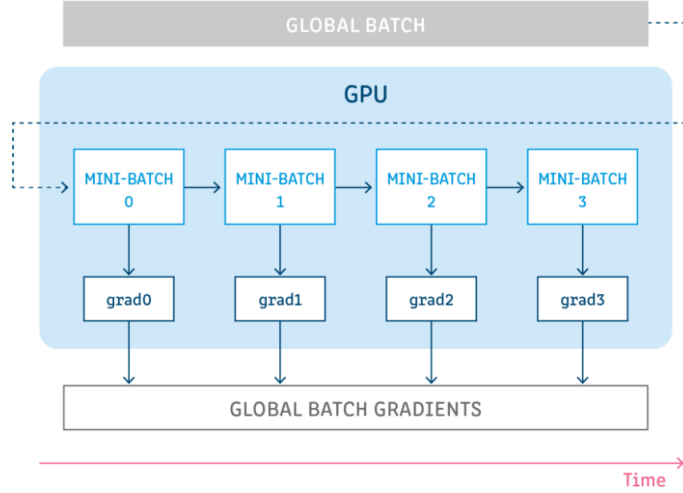 GLOBAL BATCH
GPU
MINI-BATCH
0
MINI-BATCH
1
MINI-BATCH
2
MINI-BATCH
3
grad0
grad1
grad2
grad3
GLOBAL BATCH GRADIENTS
Time